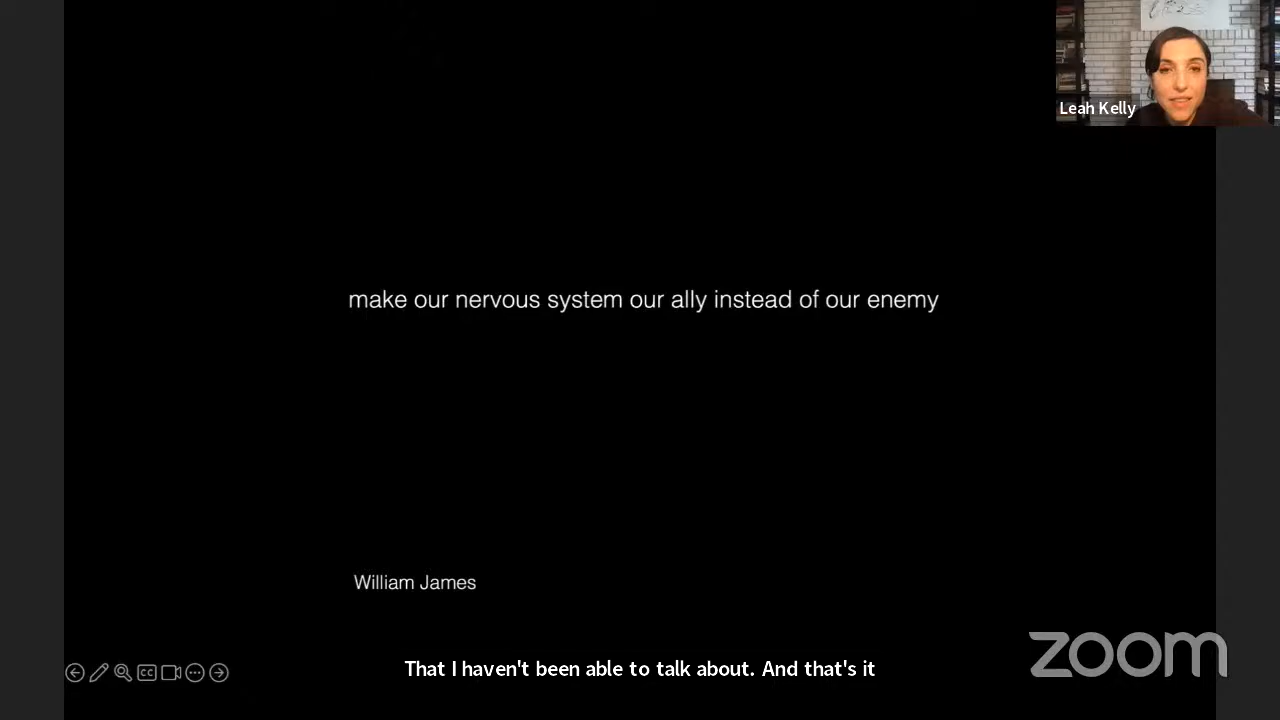 Leah Kelly
make our nervous system our ally instead of our enemy
William James
That I haven't been able to talk about. And that's it
CC
zoom